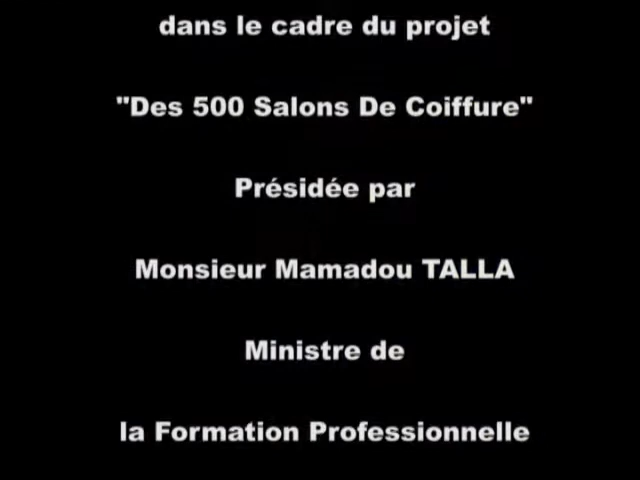 dans le cadre du projet
"Des 500 Salons De Coiffure"
Présidée par
Monsieur Mamadou TALLA
Ministre de
la Formation Professionnelle